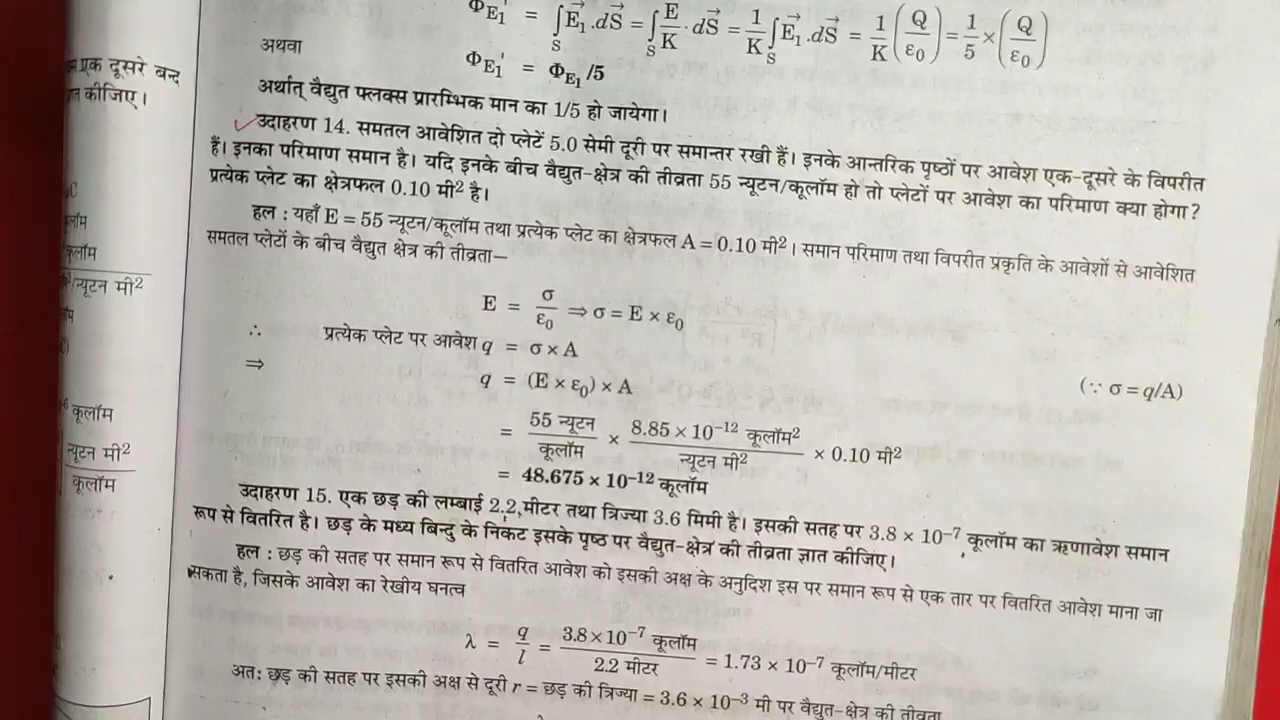 एक दूसरे बन्द
कीजिए।
C
कूलॉम
न्यूटन मी²
कूलॉम
न्यूटन मी²
कूलॉम
Φ_E₁' = ∫_S E⃗₁.dS⃗ = ∫_S E/K · dS⃗ = 1/K ∫_S E⃗₁.dS⃗ = 1/K (Q/ε₀) = 1/5 × (Q/ε₀)
अथवा
Φ_E₁' = Φ_E₁/5
अर्थात् वैद्युत फ्लक्स प्रारम्भिक मान का 1/5 हो जायेगा।
उदाहरण 14. समतल आवेशित दो प्लेटें 5.0 सेमी दूरी पर समान्तर रखी हैं। इनके आन्तरिक पृष्ठों पर आवेश एक-दूसरे के विपरीत
हैं। इनका परिमाण समान है। यदि इनके बीच वैद्युत-क्षेत्र की तीव्रता 55 न्यूटन/कूलॉम हो तो प्लेटों पर आवेश का परिमाण क्या होगा?
प्रत्येक प्लेट का क्षेत्रफल 0.10 मी² है।
हल : यहाँ E = 55 न्यूटन/कूलॉम तथा प्रत्येक प्लेट का क्षेत्रफल A = 0.10 मी²। समान परिमाण तथा विपरीत प्रकृति के आवेशों से आवेशित
समतल प्लेटों के बीच वैद्युत क्षेत्र की तीव्रता—
E = σ/ε₀ ⇒ σ = E × ε₀
∴ प्रत्येक प्लेट पर आवेश q = σ × A
⇒ q = (E × ε₀) × A (∵ σ = q/A)
= 55 न्यूटन/कूलॉम × 8.85 × 10⁻¹² कूलॉम²/न्यूटन मी² × 0.10 मी²
= 48.675 × 10⁻¹² कूलॉम
उदाहरण 15. एक छड़ की लम्बाई 2.2 मीटर तथा त्रिज्या 3.6 मिमी है। इसकी सतह पर 3.8 × 10⁻⁷ कूलॉम का ऋणावेश समान
रूप से वितरित है। छड़ के मध्य बिन्दु के निकट इसके पृष्ठ पर वैद्युत-क्षेत्र की तीव्रता ज्ञात कीजिए।
हल : छड़ की सतह पर समान रूप से वितरित आवेश को इसकी अक्ष के अनुदिश इस पर समान रूप से एक तार पर वितरित आवेश माना जा
सकता है, जिसके आवेश का रेखीय घनत्व
λ = q/l = 3.8 × 10⁻⁷ कूलॉम/2.2 मीटर = 1.73 × 10⁻⁷ कूलॉम/मीटर
अत: छड़ की सतह पर इसकी अक्ष से दूरी r = छड़ की त्रिज्या = 3.6 × 10⁻³ मी पर वैद्युत-क्षेत्र की तीव्रता